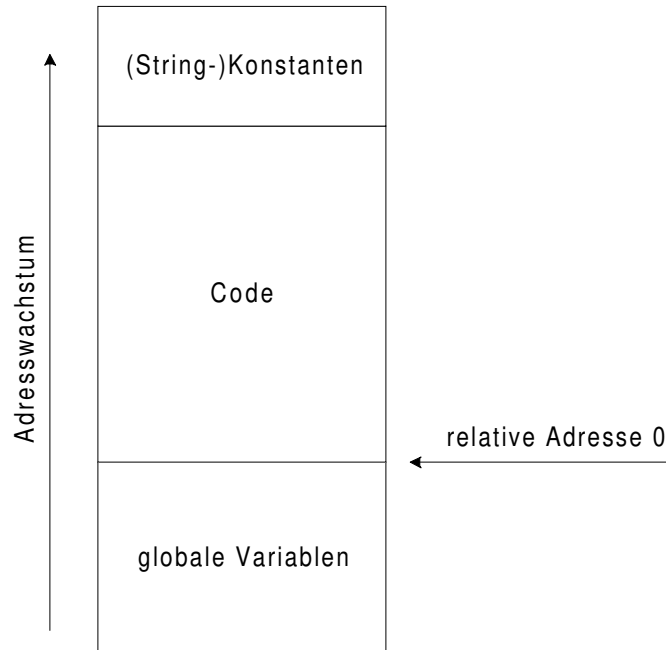 (String-)Konstanten
Adresswachstum
Code
relative Adresse 0
globale Variablen